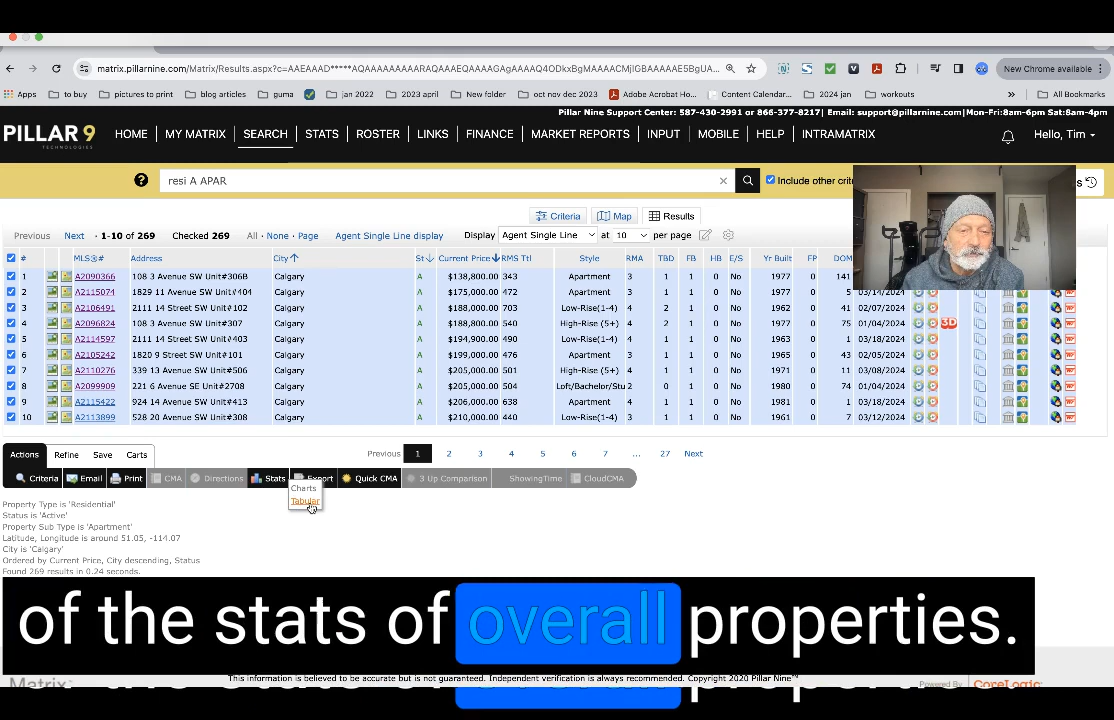 matrix.pillarnine.com/Matrix/Results.aspx?c=AAEAAAD*****AQAAAAAAAAARAQAAAEQAAAAGAgAAAAQ4ODkxBgMAAAACMjIGBAAAAAE5BgUA... New Chrome available
Apps to buy pictures to print blog articles guma jan 2022 2023 april New folder oct nov dec 2023 Adobe Acrobat Ho... Content Calendar... 2024 jan workouts » All Bookmarks
Pillar Nine Support Center: 587-430-2991 or 866-377-8217| Email: support@pillarnine.com|Mon-Fri:8am-6pm Sat:8am-4pm
PILLAR 9 HOME MY MATRIX SEARCH STATS ROSTER LINKS FINANCE MARKET REPORTS INPUT MOBILE HELP INTRAMATRIX Hello, Tim
TECHNOLOGIES
resi A APAR Include other crite s
Criteria Map Results
Previous Next · 1-10 of 269 Checked 269 All · None · Page Agent Single Line display Display Agent Single Line at 10 per page
# MLS®# Address City St Current Price RMS Ttl Style RMA TBD FB HB E/S Yr Built FP DOM
1 A2090366 108 3 Avenue SW Unit#306B Calgary A $138,800.00 343 Apartment 3 1 1 0 No 1977 0 141
2 A2115074 1829 11 Avenue SW Unit#404 Calgary A $175,000.00 472 Apartment 3 1 1 0 No 1977 0 5 03/14/2024
3 A2106491 2111 14 Street SW Unit#102 Calgary A $188,800.00 703 Low-Rise(1-4) 4 2 1 0 No 1962 0 41 02/07/2024
4 A2096824 108 3 Avenue SW Unit#307 Calgary A $188,800.00 540 High-Rise (5+) 4 2 1 0 No 1977 0 75 01/04/2024 3D
5 A2114597 2111 14 Street SW Unit#403 Calgary A $194,900.00 490 Low-Rise(1-4) 4 1 1 0 No 1963 0 1 03/18/2024
6 A2105242 1820 9 Street SW Unit#101 Calgary A $199,000.00 476 Apartment 3 1 1 0 No 1965 0 43 02/05/2024
7 A2110276 339 13 Avenue SW Unit#506 Calgary A $205,000.00 501 High-Rise (5+) 4 1 1 0 No 1971 0 11 03/08/2024
8 A2099909 221 6 Avenue SE Unit#2708 Calgary A $205,000.00 504 Loft/Bachelor/Stu 2 0 1 0 No 1980 0 74 01/04/2024
9 A2115422 924 14 Avenue SW Unit#413 Calgary A $206,000.00 638 Apartment 4 1 1 0 No 1981 0 1 03/18/2024
10 A2113899 528 20 Avenue SW Unit#308 Calgary A $210,000.00 440 Low-Rise(1-4) 3 1 1 0 No 1961 0 7 03/12/2024
Actions Refine Save Carts Previous 1 2 3 4 5 6 7 ... 27 Next
Criteria Email Print CMA Directions Stats Export Quick CMA 3 Up Comparison ShowingTime CloudCMA
Charts
Tabular
Property Type is 'Residential'
Status is 'Active'
Property Sub Type is 'Apartment'
Latitude, Longitude is around 51.05, -114.07
City is 'Calgary'
Ordered by Current Price, City descending, Status
Found 269 results in 0.24 seconds.
of the stats of overall properties.
Matrix This information is believed to be accurate but is not guaranteed. Independent verification is always recommended. Copyright 2020 Pillar Nine™ Powered By CoreLogic